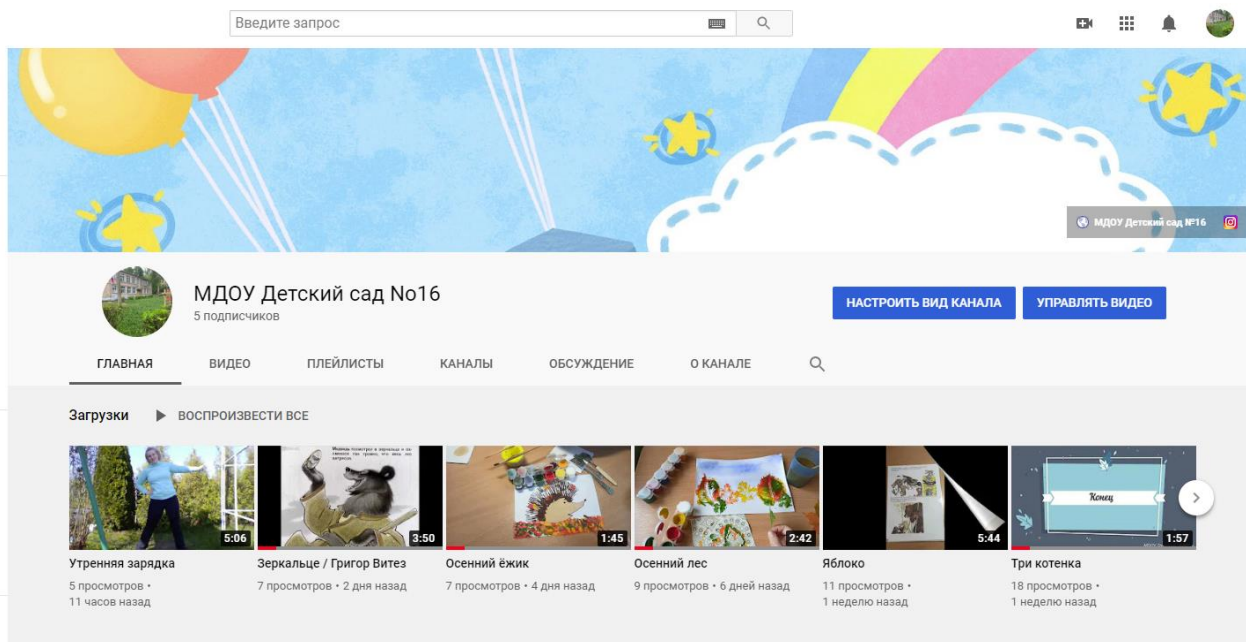 Введите запрос
МДОУ Детский сад №16
МДОУ Детский сад No16
5 подписчиков
НАСТРОИТЬ ВИД КАНАЛА
УПРАВЛЯТЬ ВИДЕО
ГЛАВНАЯ ВИДЕО ПЛЕЙЛИСТЫ КАНАЛЫ ОБСУЖДЕНИЕ О КАНАЛЕ
Загрузки ВОСПРОИЗВЕСТИ ВСЕ
5:06
Утренняя зарядка
5 просмотров •
11 часов назад
3:50
Зеркальце / Григор Витез
7 просмотров • 2 дня назад
1:45
Осенний ёжик
7 просмотров • 4 дня назад
2:42
Осенний лес
9 просмотров • 6 дней назад
5:44
Яблоко
11 просмотров •
1 неделю назад
Конец
1:57
Три котенка
18 просмотров •
1 неделю назад